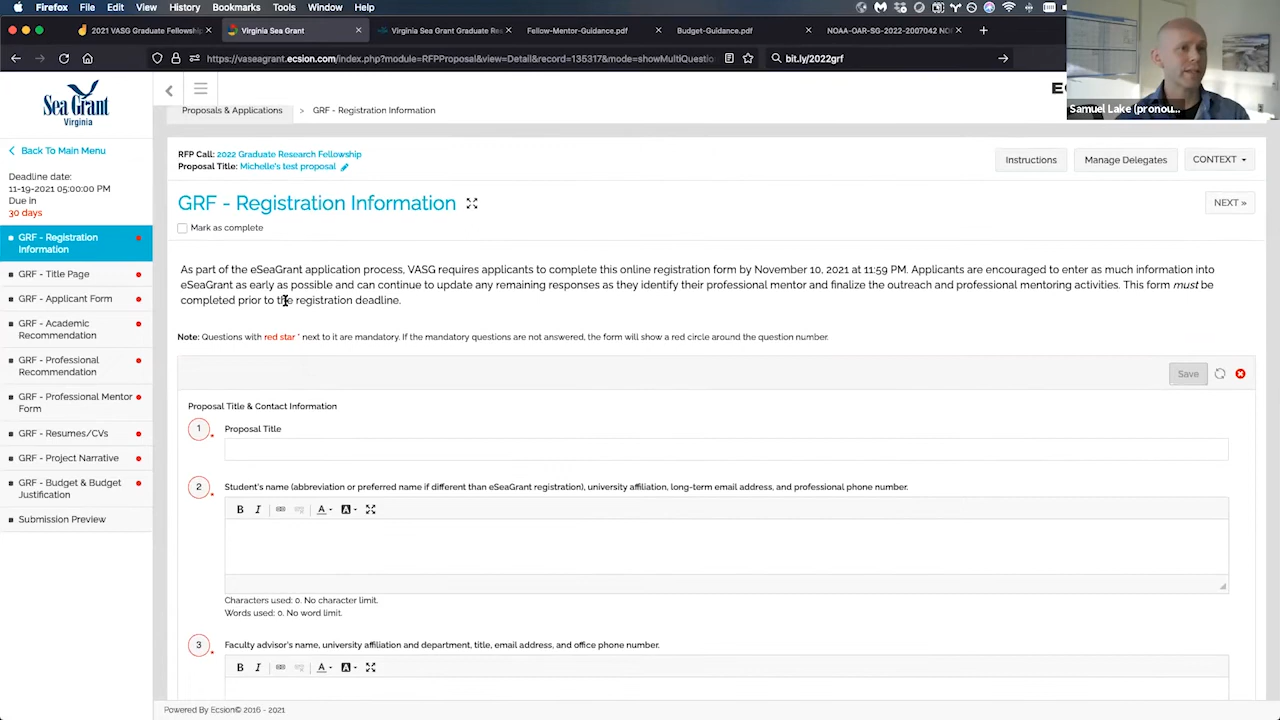 Firefox File Edit View History Bookmarks Tools Window Help
2021 VASG Graduate Fellowship
Virginia Sea Grant
Virginia Sea Grant Graduate Res
Fellow-Mentor-Guidance.pdf
Budget-Guidance.pdf
NOAA-OAR-SG-2022-2007042 NOF
https://vaseagrant.ecsion.com/index.php?module=RFPProposal&view=Detail&record=135317&mode=showMultiQuestio
bit.ly/2022grf
Samuel Lake (pronou...
Sea Grant
Virginia
Back To Main Menu
Deadline date:
11-19-2021 05:00:00 PM
Due in
30 days
GRF - Registration
Information
GRF - Title Page
GRF - Applicant Form
GRF - Academic
Recommendation
GRF - Professional
Recommendation
GRF - Professional Mentor
Form
GRF - Resumes/CVs
GRF - Project Narrative
GRF - Budget & Budget
Justification
Submission Preview
Proposals & Applications > GRF - Registration Information
RFP Call: 2022 Graduate Research Fellowship
Proposal Title: Michelle's test proposal
Instructions
Manage Delegates
CONTEXT
GRF - Registration Information
NEXT »
Mark as complete
As part of the eSeaGrant application process, VASG requires applicants to complete this online registration form by November 10, 2021 at 11:59 PM. Applicants are encouraged to enter as much information into
eSeaGrant as early as possible and can continue to update any remaining responses as they identify their professional mentor and finalize the outreach and professional mentoring activities. This form must be
completed prior to the registration deadline.
Note: Questions with red star * next to it are mandatory. If the mandatory questions are not answered, the form will show a red circle around the question number.
Save
Proposal Title & Contact Information
1 Proposal Title
2 Student's name (abbreviation or preferred name if different than eSeaGrant registration), university affiliation, long-term email address, and professional phone number.
B I A A
Characters used: 0. No character limit.
Words used: 0. No word limit.
3 Faculty advisor's name, university affiliation and department, title, email address, and office phone number.
B I A A
Powered By Ecsion© 2016 - 2021